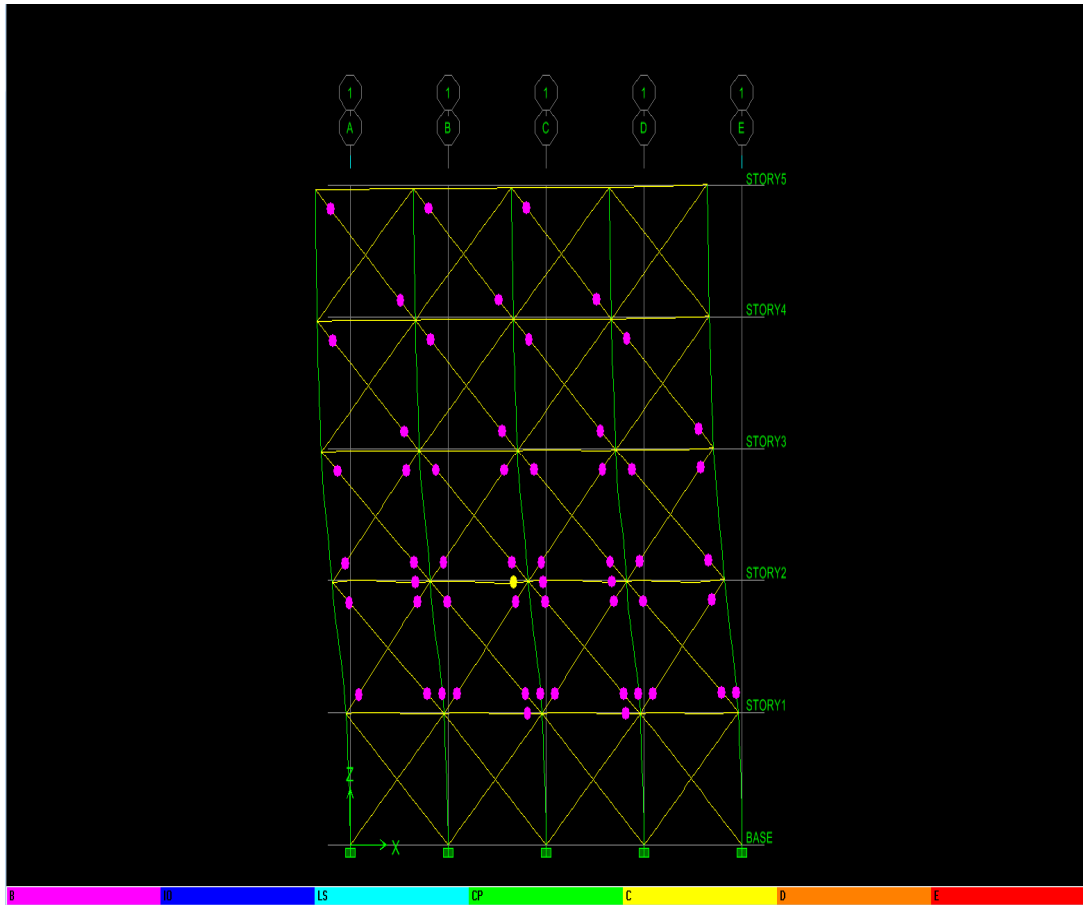 1 1 1 1 1
A B C D E
STORY5
STORY4
STORY3
STORY2
STORY1
Z
X
BASE
B IO LS CP C D E